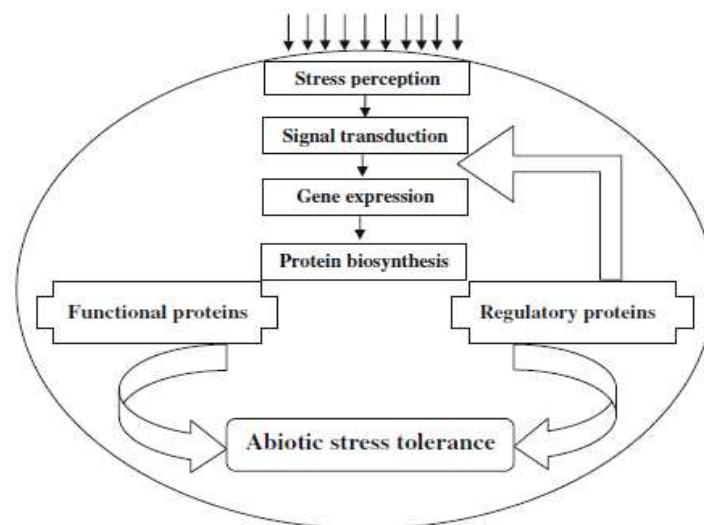 Stress perception
Signal transduction
Gene expression
Protein biosynthesis
Functional proteins
Regulatory proteins
Abiotic stress tolerance